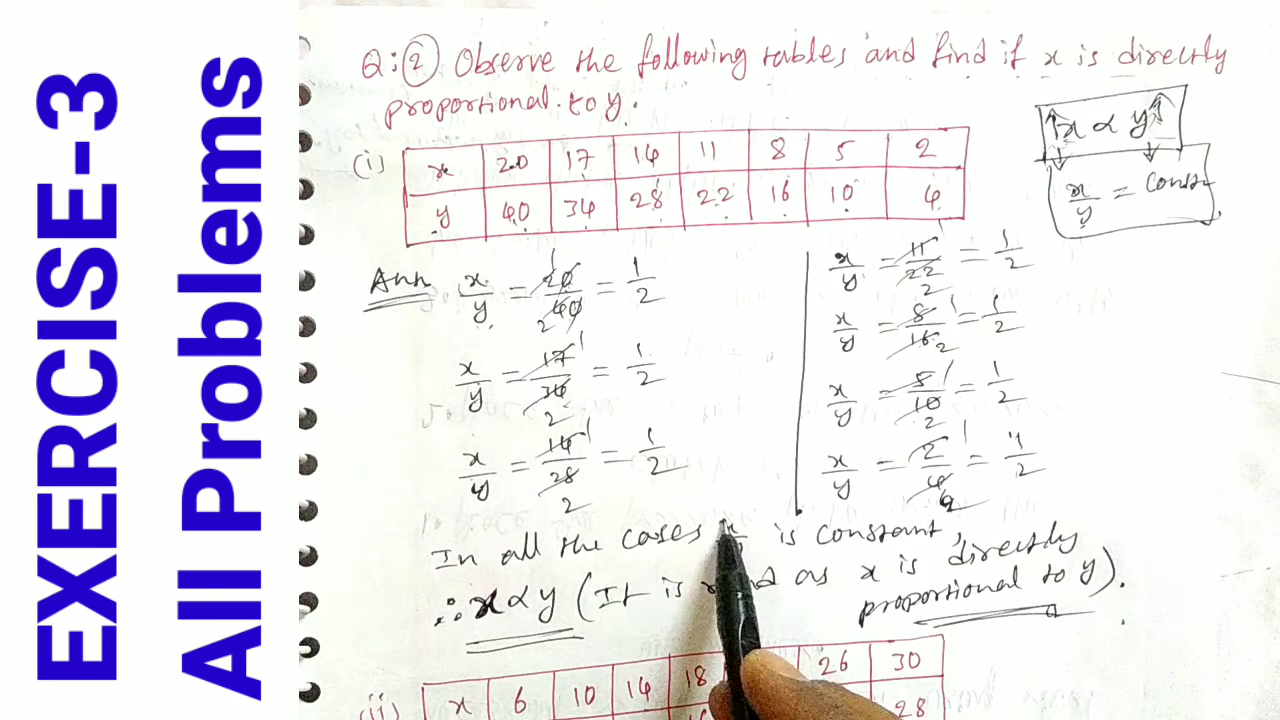 EXERCISE-3
All Problems
Q: 2 Observe the following tables and find if x is directly
proportional to y.
x ∝ y
x/y = const
(i) x 20 17 14 11 8 5 2
y 40 34 28 22 16 10 4
Ans x/y = 20/40 = 1/2
x/y = 17/34 = 1/2
x/y = 14/28 = 1/2
x/y = 11/22 = 1/2
x/y = 8/16 = 1/2
x/y = 5/10 = 1/2
x/y = 2/4 = 1/2
In all the cases is constant,
∴ x ∝ y (It is as x is directly
proportional to y).
(ii) x 6 10 14 18 26 30
28